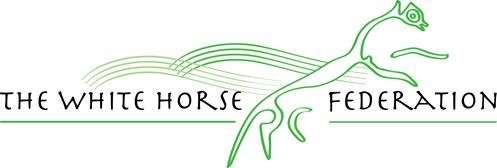 THE WHITE HORSE FEDERATION